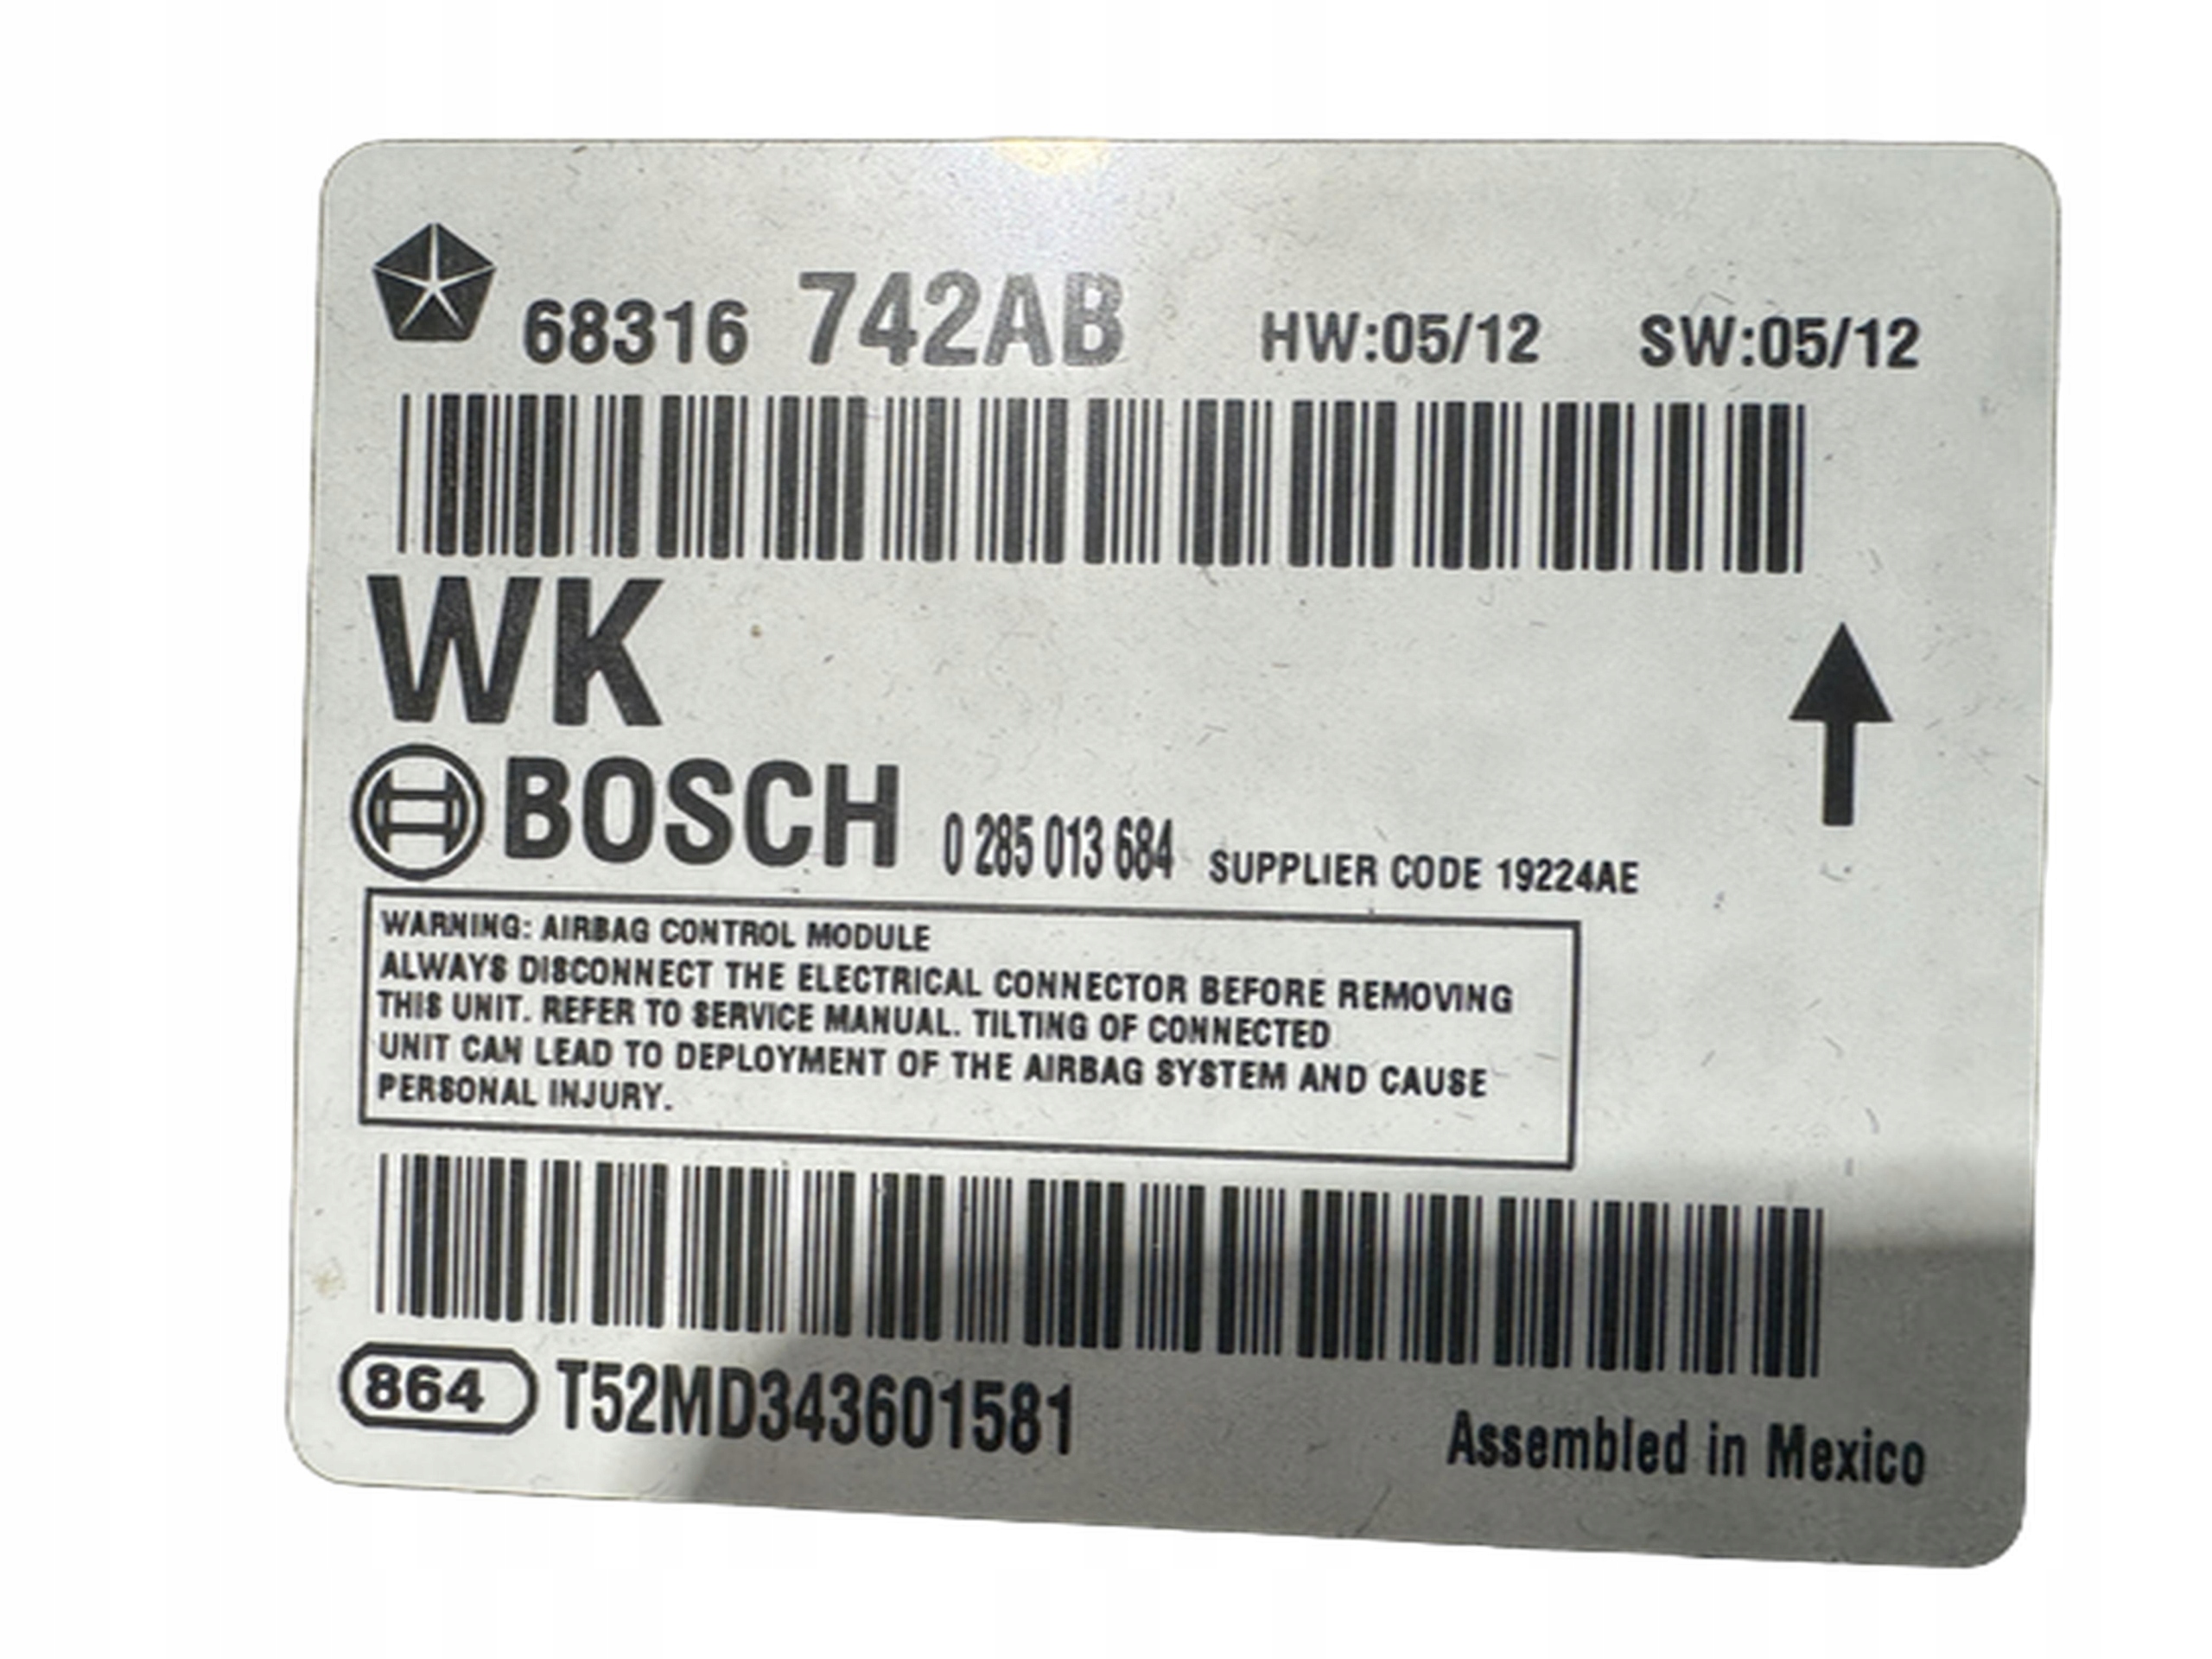 68316 742AB HW:05/12 SW:05/12
WK
BOSCH 0 285 013 684 SUPPLIER CODE 19224AE
WARNING: AIRBAG CONTROL MODULE
ALWAYS DISCONNECT THE ELECTRICAL CONNECTOR BEFORE REMOVING
THIS UNIT. REFER TO SERVICE MANUAL. TILTING OF CONNECTED
UNIT CAN LEAD TO DEPLOYMENT OF THE AIRBAG SYSTEM AND CAUSE
PERSONAL INJURY.
864 T52MD343601581
Assembled in Mexico